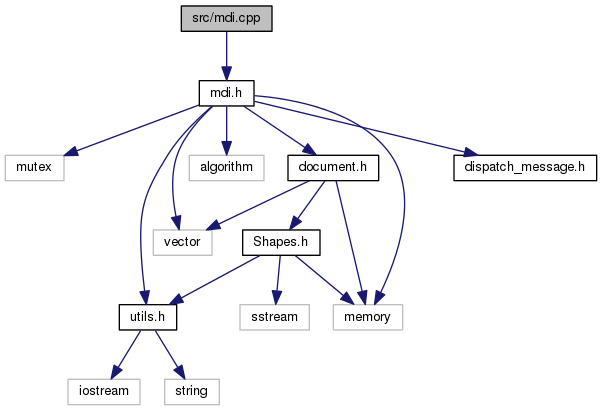 src/mdi.cpp
mdi.h
mutex
algorithm
document.h
dispatch_message.h
vector
Shapes.h
utils.h
sstream
memory
iostream
string